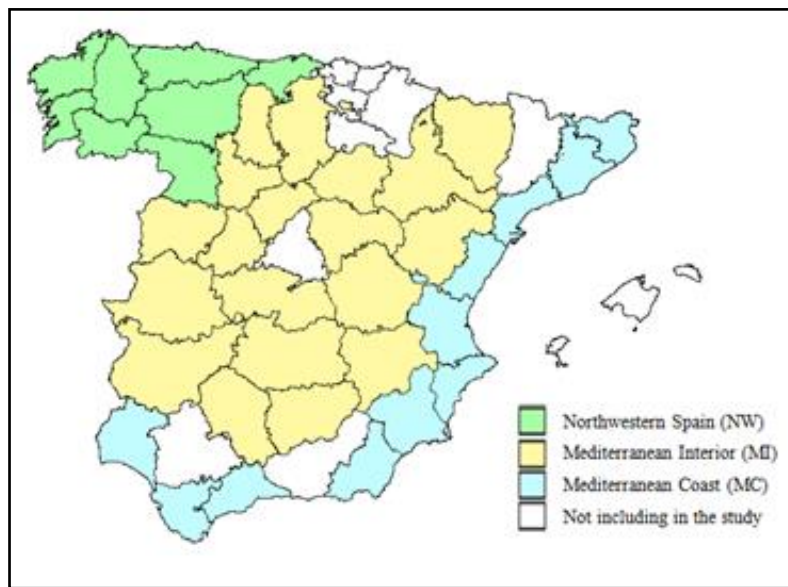 Northwestern Spain (NW)
Mediterranean Interior (MI)
Mediterranean Coast (MC)
Not including in the study